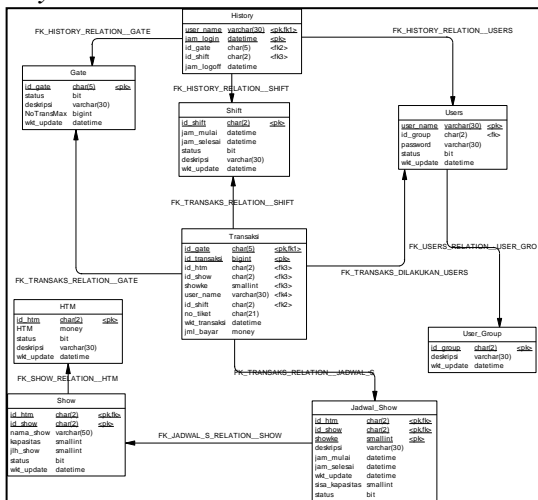 History
user_name varchar(30) <pk,fk1>
jam_login datetime <pk>
id_gate char(5) <fk2>
id_shift char(2) <fk3>
jam_logoff datetime
FK_HISTORY_RELATION__GATE
FK_HISTORY_RELATION__USERS
FK_HISTORY_RELATION__SHIFT
Gate
id_gate char(5) <pk>
status bit
deskripsi varchar(30)
NoTransMax bigint
wkt_update datetime
Shift
id_shift char(2) <pk>
jam_mulai datetime
jam_selesai datetime
status bit
deskripsi varchar(30)
wkt_update datetime
Users
user_name varchar(30) <pk>
id_group char(2) <fk>
password varchar(30)
status bit
wkt_update datetime
FK_TRANSAKS_RELATION__SHIFT
Transaksi
id_gate char(5) <pk,fk1>
id_transaksi bigint <pk>
id_htm char(2) <fk3>
id_show char(2) <fk3>
showke smallint <fk3>
user_name varchar(30) <fk4>
id_shift char(2) <fk2>
no_tiket char(21)
wkt_transaksi datetime
jml_bayar money
FK_USERS_RELATION__USER_GRO
FK_TRANSAKS_RELATION__GATE
FK_TRANSAKS_DILAKUKAN_USERS
HTM
id_htm char(2) <pk>
HTM money
status bit
deskripsi varchar(30)
wkt_update datetime
User_Group
id_group char(2) <pk>
deskripsi varchar(30)
wkt_update datetime
FK_SHOW_RELATION__HTM
FK_TRANSAKS_RELATION__JADWAL_S
Show
id_htm char(2) <pk,fk>
id_show char(2) <pk>
nama_show varchar(50)
kapasitas smallint
jlh_show smallint
status bit
wkt_update datetime
FK_JADWAL_S_RELATION__SHOW
Jadwal_Show
id_htm char(2) <pk,fk>
id_show char(2) <pk,fk>
showke smallint <pk>
deskripsi varchar(30)
jam_mulai datetime
jam_selesai datetime
wkt_update datetime
sisa_kapasitas smallint
status bit